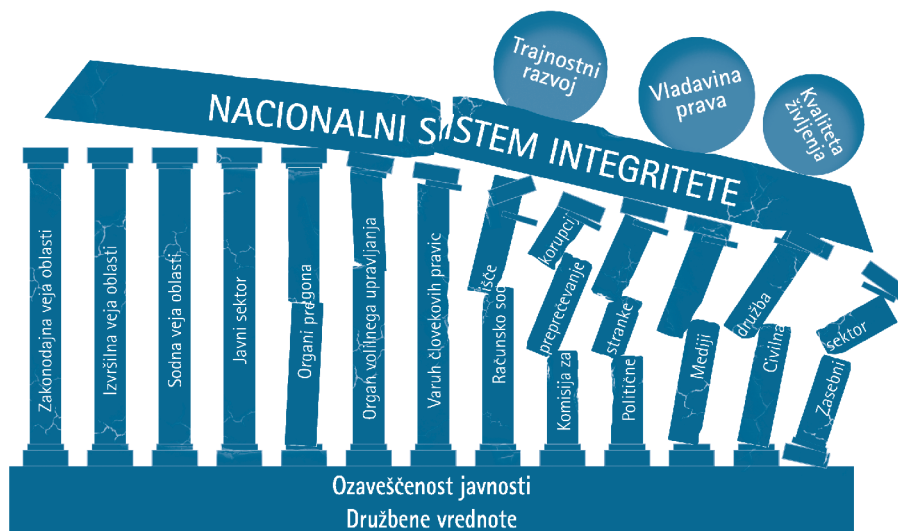 Trajnostni
razvoj
Vladavina
prava
Kvaliteta
življenja
NACIONALNI SISTEM INTEGRITETE
Zakonodajna veja oblasti
Izvršilna veja oblasti
Sodna veja oblasti
Javni sektor
Organi pregona
Organ volilnega upravljanja
Varuh človekovih pravic
Računsko sodišče
Komisija za preprečevanje korupcij
Politične stranke
Mediji
Civilna družba
Zasebni sektor
Ozaveščenost javnosti
Družbene vrednote